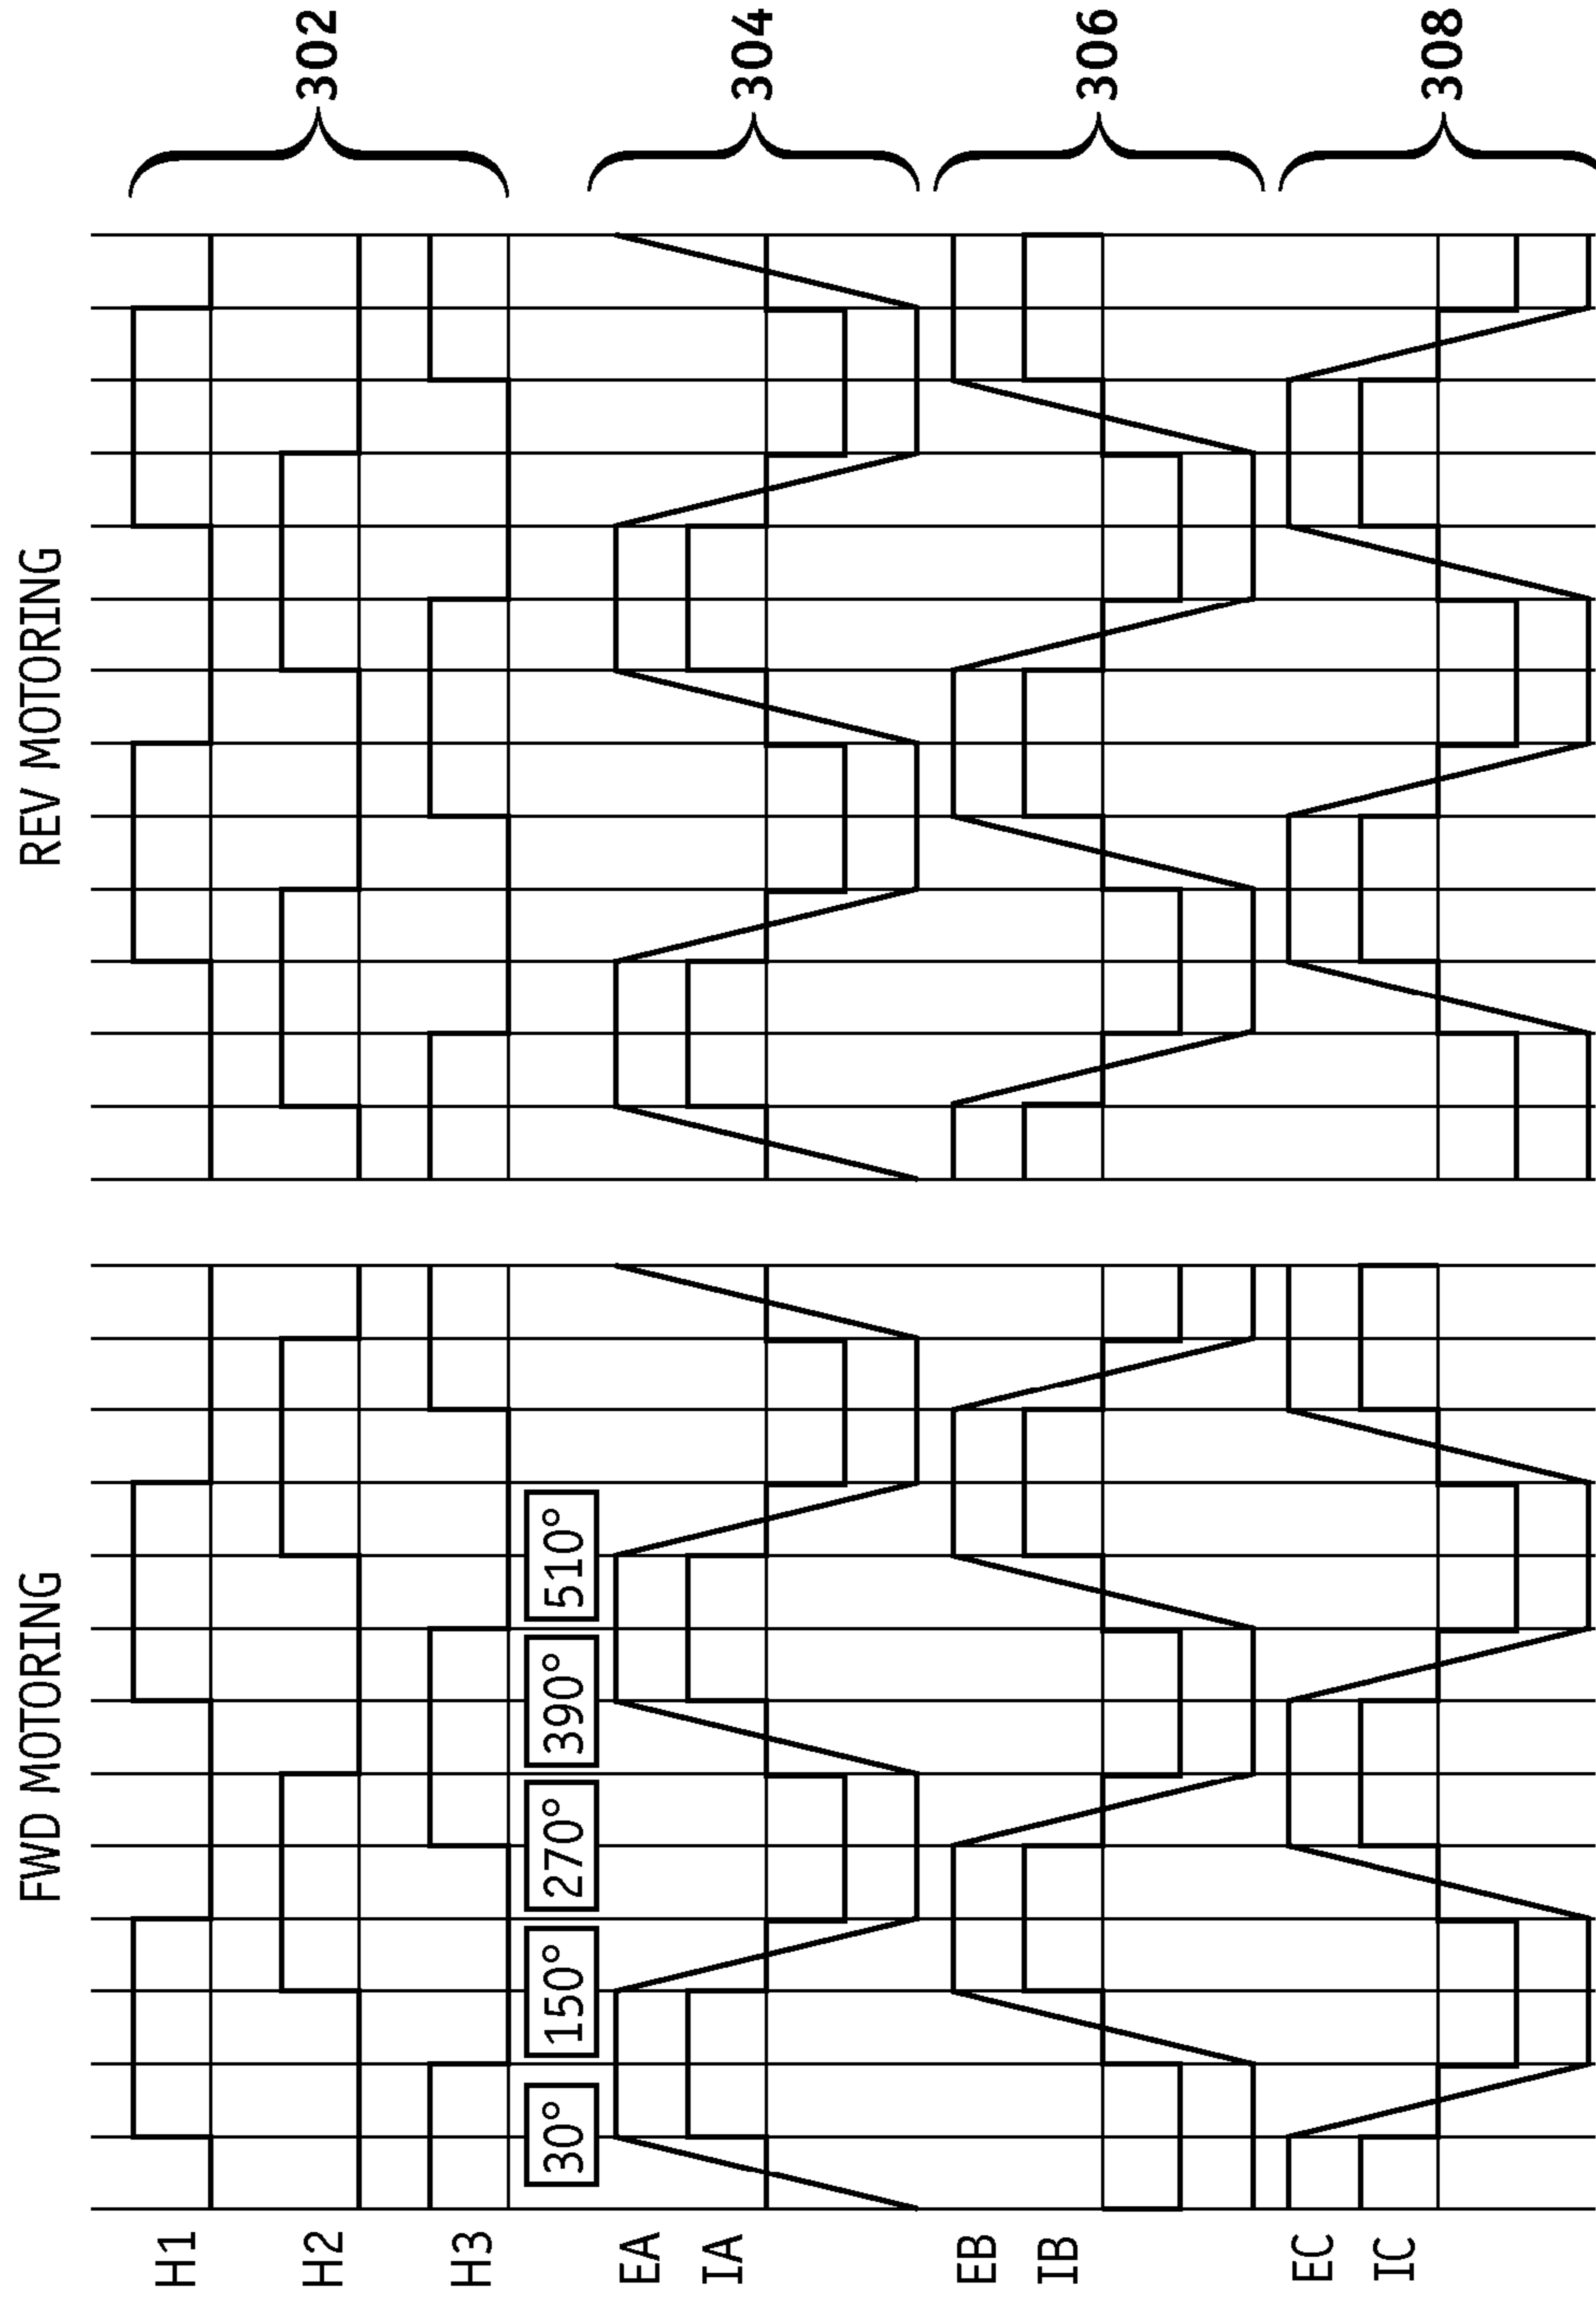 FWD MOTORING
REV MOTORING
H1
H2
302
H3
30°
150°
270°
390°
510°
EA
304
IA
EB
306
IB
EC
308
IC